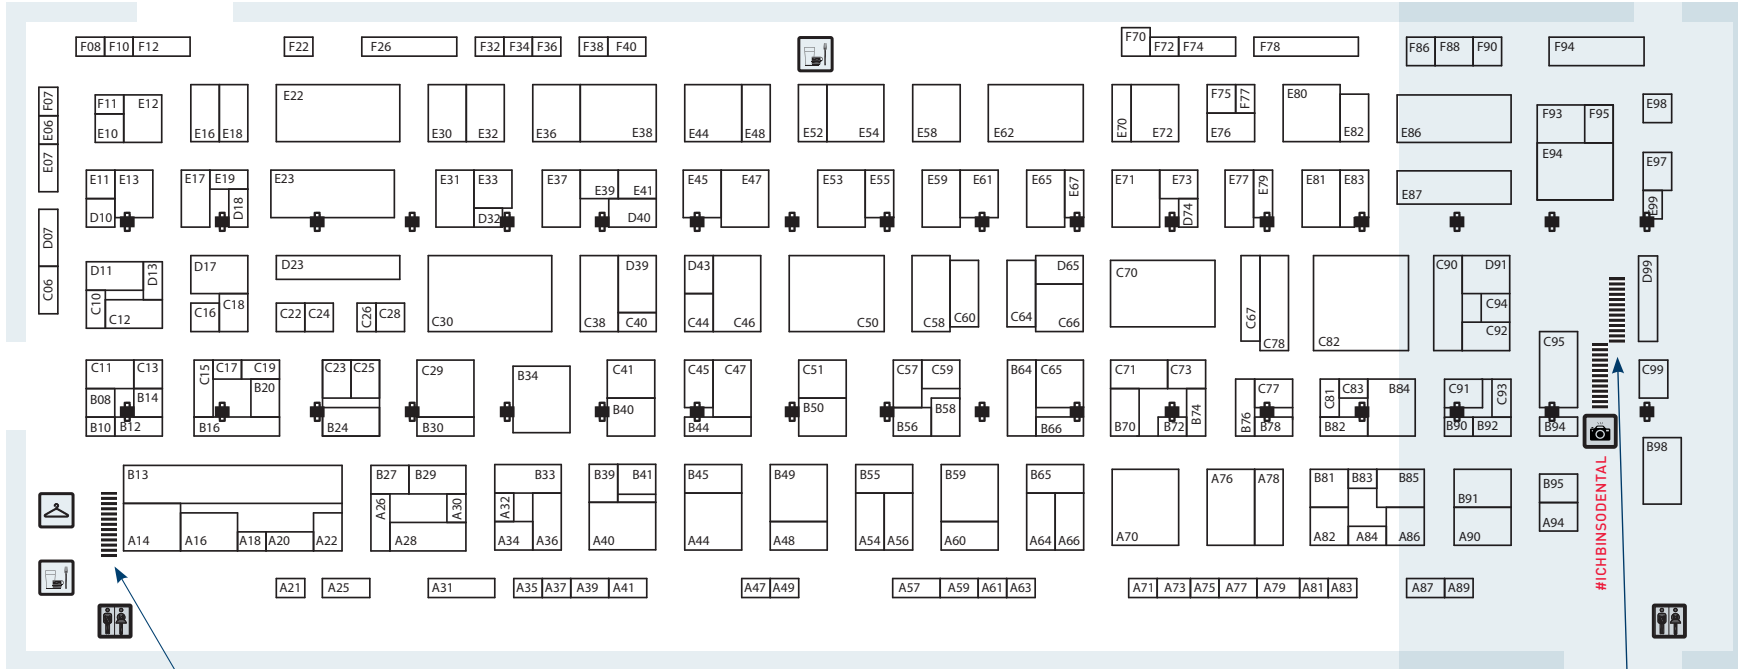 F08 F10 F12 F22 F26 F32 F34 F36 F38 F40 F70 F72 F74 F78 F86 F88 F90 F94
F07 F11 E12 E22 F75 F77 E80 E98
E06 E10 E16 E18 E30 E32 E36 E38 E44 E48 E52 E54 E58 E62 E70 E72 E76 E82 E86 F93 F95
E07 E94 E97
E11 E13 E17 E19 E23 E31 E33 E37 E39 E41 E45 E47 E53 E55 E59 E61 E65 E67 E71 E73 E77 E79 E81 E83 E87 E99
D10 D18 D32 D40 D74
D07
D11 D13 D17 D23 D39 D43 D65 C70 C90 D91 D99
C06 C10 C12 C16 C18 C22 C24 C26 C28 C30 C38 C40 C44 C46 C50 C58 C60 C64 C66 C67 C78 C82 C94 C92
C11 C13 C15 C17 C19 C23 C25 C29 B34 C41 C45 C47 C51 C57 C59 B64 C65 C71 C73 C77 C81 C83 B84 C91 C93 C95 C99
B08 B14 B20 B40 B50 B58
B10 B12 B16 B24 B30 B44 B56 B66 B70 B72 B74 B76 B78 B82 B90 B92 B94 B98
B13 B27 B29 B33 B39 B41 B45 B49 B55 B59 B65 A76 A78 B81 B83 B85 B91 B95
A26 A30 A32
A14 A16 A18 A20 A22 A28 A34 A36 A40 A44 A48 A54 A56 A60 A64 A66 A70 A82 A84 A86 A90 A94
#ICHBINSODENTAL
A21 A25 A31 A35 A37 A39 A41 A47 A49 A57 A59 A61 A63 A71 A73 A75 A77 A79 A81 A83 A87 A89